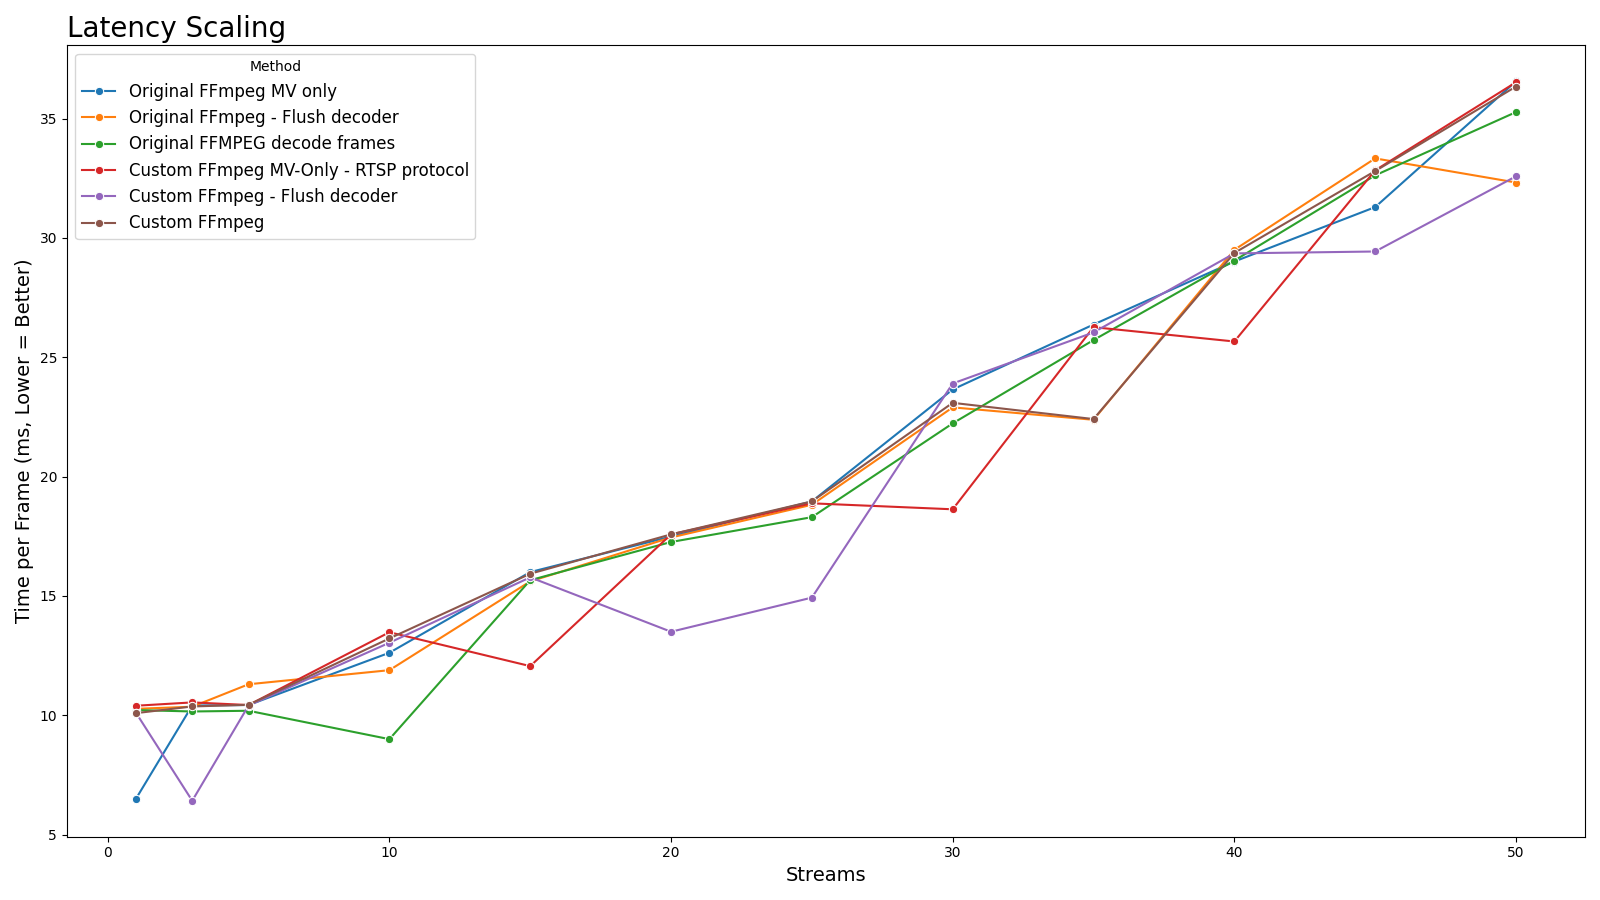 Latency Scaling
Method
Original FFmpeg MV only
Original FFmpeg - Flush decoder
Original FFMPEG decode frames
Custom FFmpeg MV-Only - RTSP protocol
Custom FFmpeg - Flush decoder
Custom FFmpeg
Time per Frame (ms, Lower = Better)
35
30
25
20
15
10
5
0 10 20 30 40 50
Streams